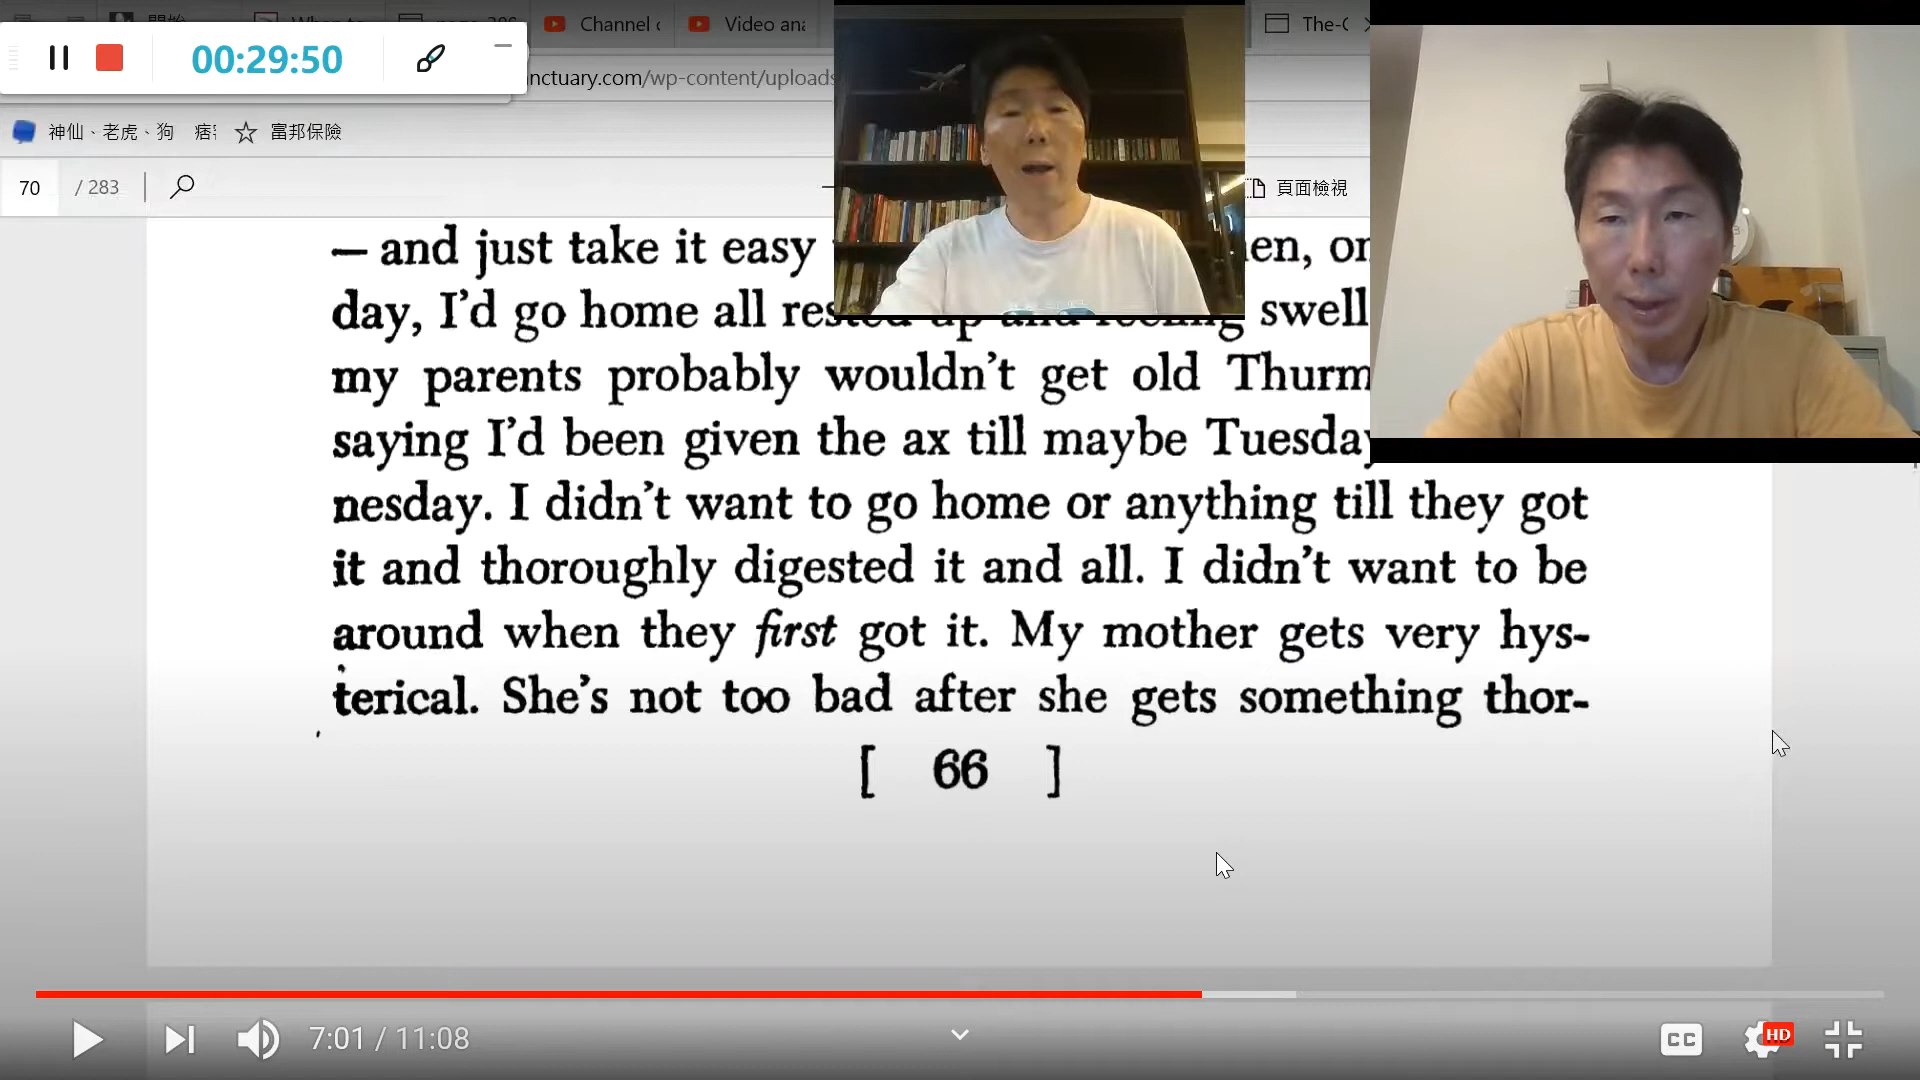 Channel
Video ana
The-C
00:29:50
nctuary.com/wp-content/uploads
神仙、老虎、狗
富邦保險
70 / 283
頁面檢視
— and just take it easy
day, I'd go home all rested up and feeling swell
my parents probably wouldn't get old Thurm
saying I'd been given the ax till maybe Tuesday
nesday. I didn't want to go home or anything till they got
it and thoroughly digested it and all. I didn't want to be
around when they first got it. My mother gets very hys-
terical. She's not too bad after she gets something thor-
[ 66 ]
7:01 / 11:08
CC
HD